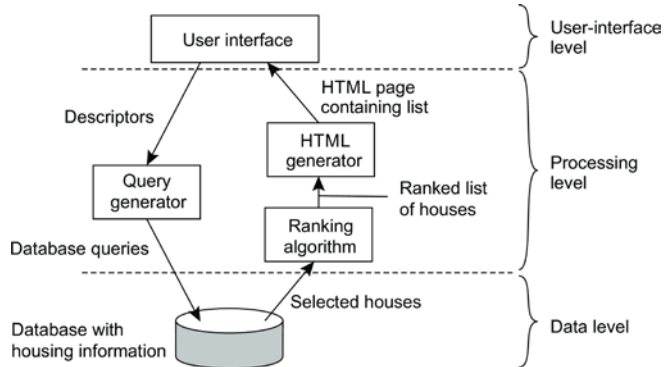 User interface
User-interface
level
HTML page
containing list
Descriptors
HTML
generator
Processing
level
Query
generator
Ranked list
of houses
Ranking
algorithm
Database queries
Selected houses
Database with
housing information
Data level